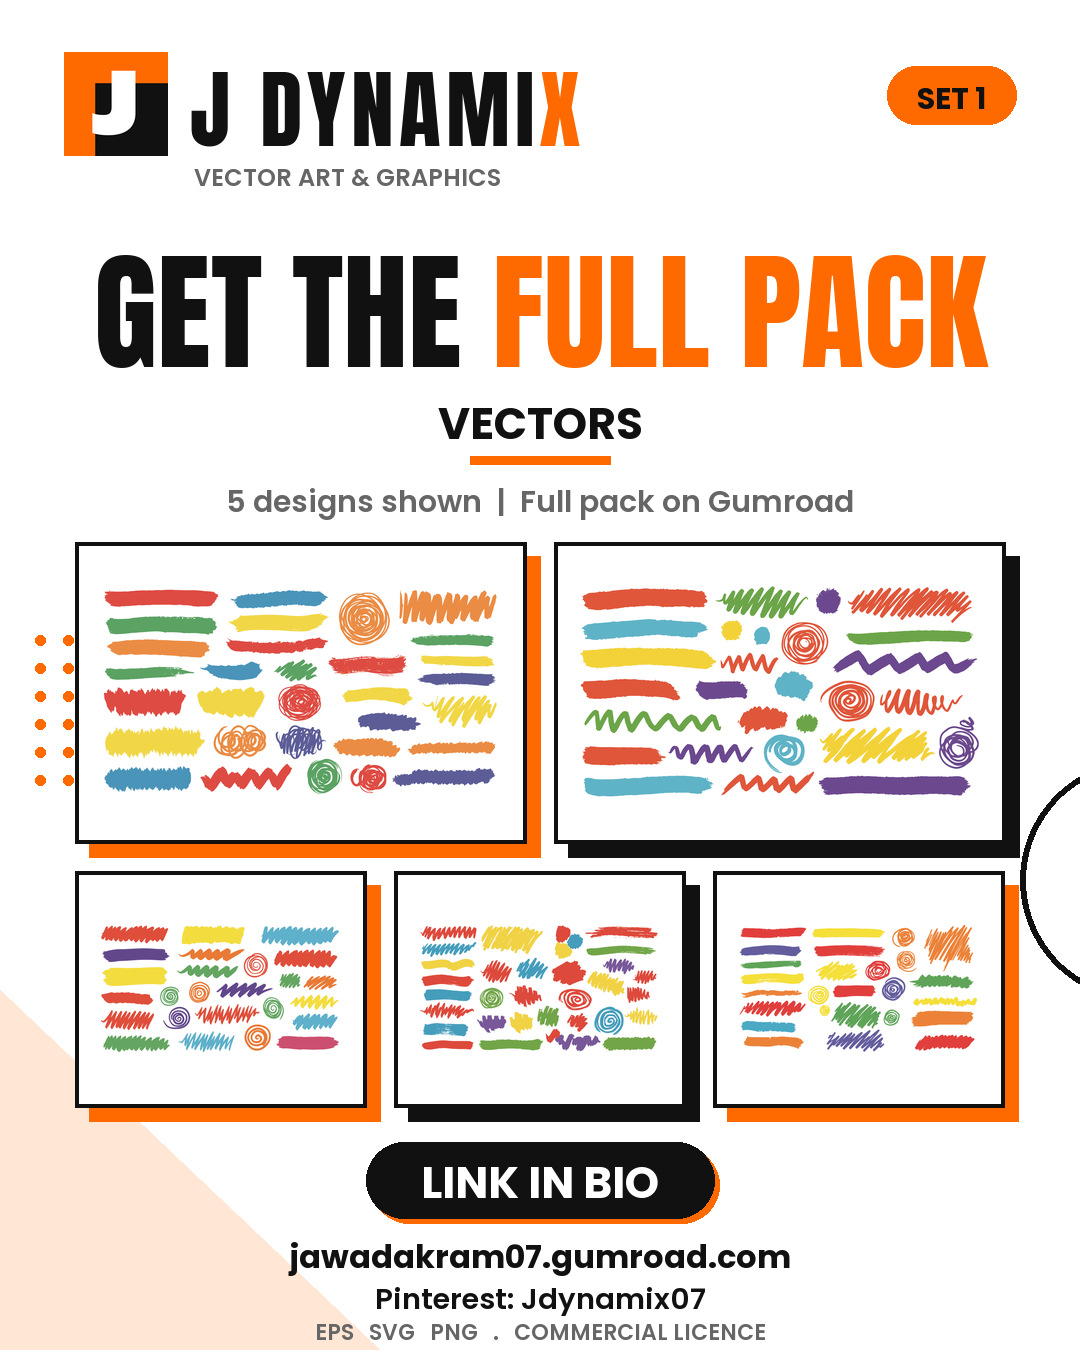 J
J DYNAMIX
SET 1
VECTOR ART & GRAPHICS
GET THE FULL PACK
VECTORS
5 designs shown | Full pack on Gumroad
LINK IN BIO
jawadakram07.gumroad.com
Pinterest: Jdynamix07
EPS SVG PNG . COMMERCIAL LICENCE